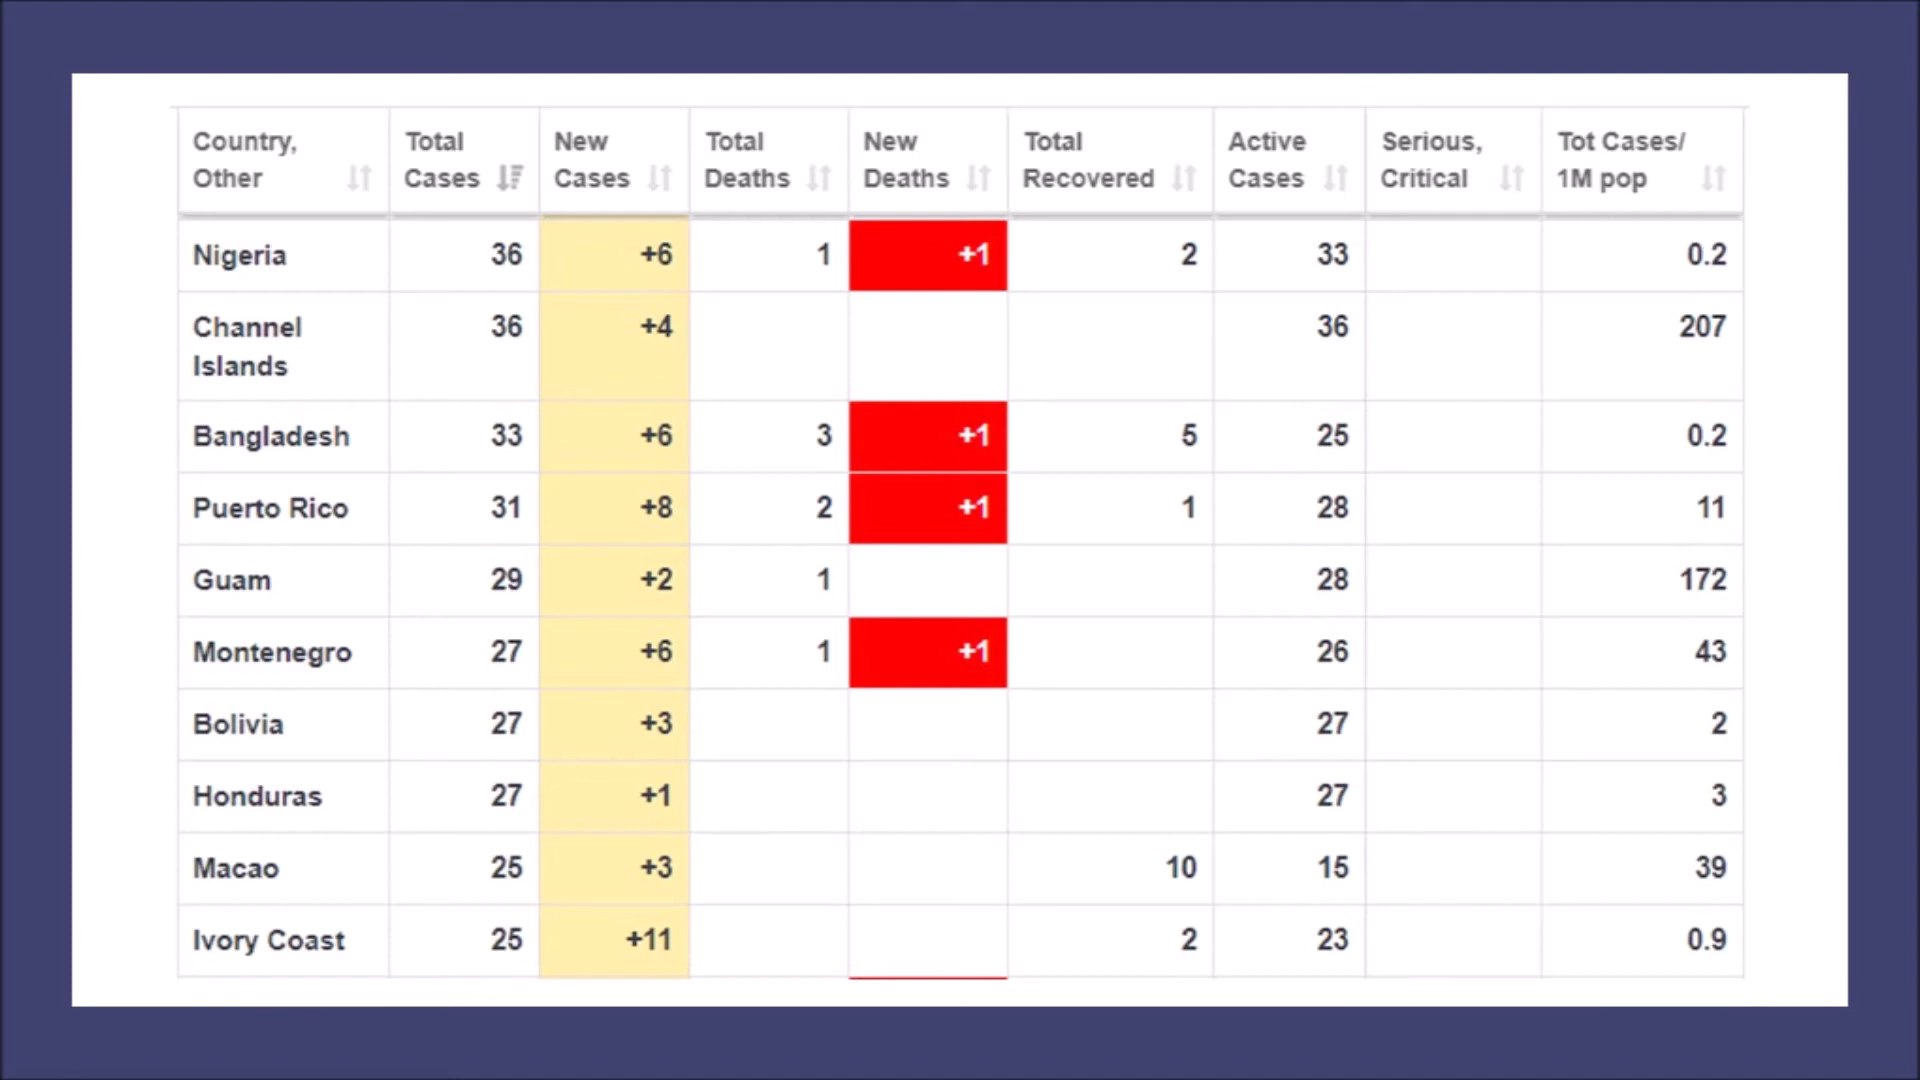 Country, Total New Total New Total Active Serious, Tot Cases/
Other Cases Cases Deaths Deaths Recovered Cases Critical 1M pop
Nigeria 36 +6 1 +1 2 33 0.2
Channel 36 +4 36 207
Islands
Bangladesh 33 +6 3 +1 5 25 0.2
Puerto Rico 31 +8 2 +1 1 28 11
Guam 29 +2 1 28 172
Montenegro 27 +6 1 +1 26 43
Bolivia 27 +3 27 2
Honduras 27 +1 27 3
Macao 25 +3 10 15 39
Ivory Coast 25 +11 2 23 0.9